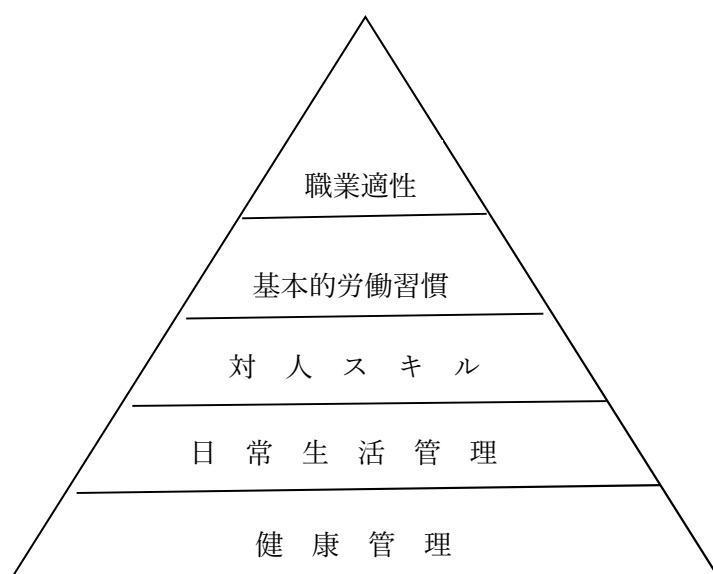 職業適性
基本的労働習慣
対人スキル
日常生活管理
健康管理